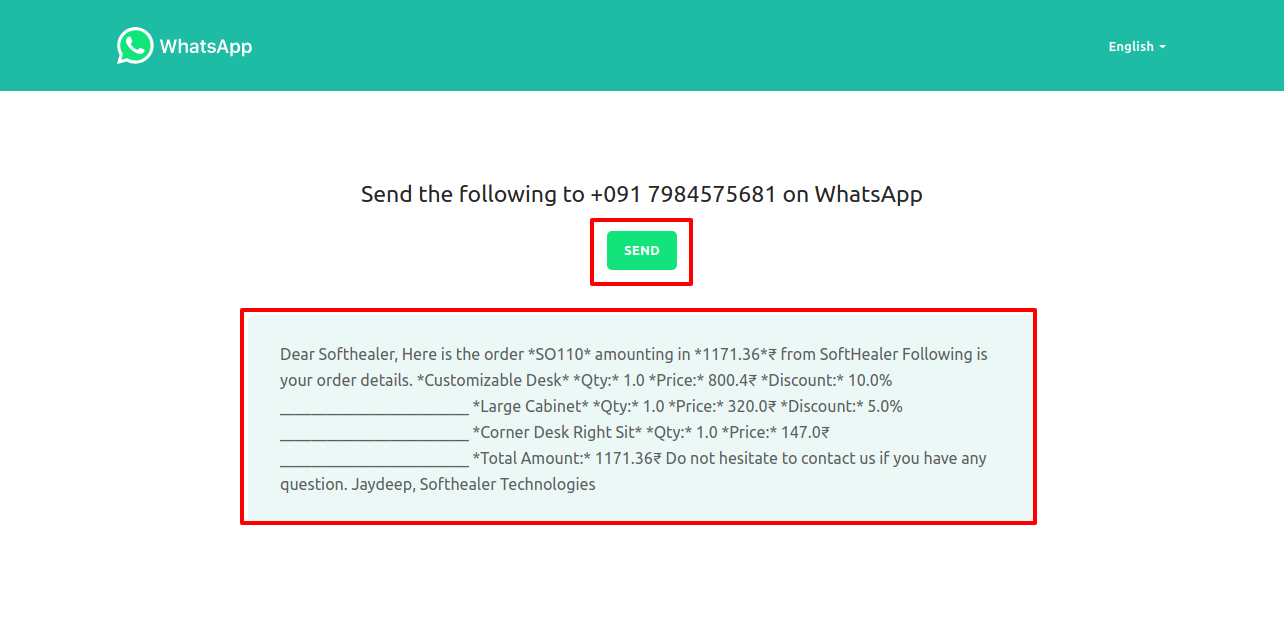 WhatsApp
English
Send the following to +091 7984575681 on WhatsApp
SEND
Dear Softhealer, Here is the order *SO110* amounting in *1171.36*₹ from SoftHealer Following is
your order details. *Customizable Desk* *Qty:* 1.0 *Price:* 800.4₹ *Discount:* 10.0%
________________________ *Large Cabinet* *Qty:* 1.0 *Price:* 320.0₹ *Discount:* 5.0%
________________________ *Corner Desk Right Sit* *Qty:* 1.0 *Price:* 147.0₹
________________________ *Total Amount:* 1171.36₹ Do not hesitate to contact us if you have any
question. Jaydeep, Softhealer Technologies